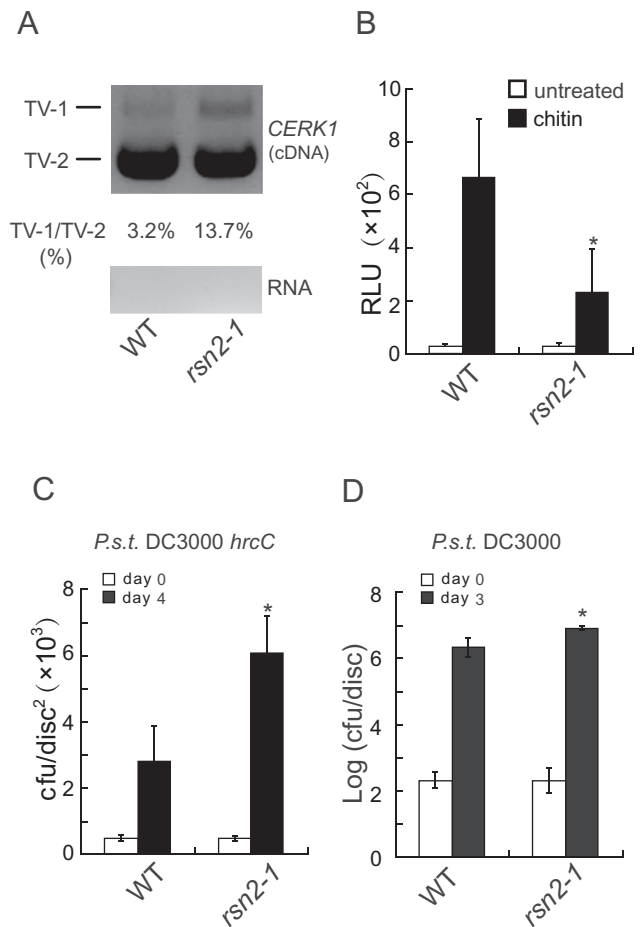 A
TV-1
TV-2
CERK1
(cDNA)
TV-1/TV-2 3.2% 13.7%
(%)
RNA
WT rsn2-1
B
untreated
chitin
RLU (×10²)
10
8
6
4
2
0
*
WT rsn2-1
C
P.s.t. DC3000 hrcC
day 0
day 4
cfu/disc² (×10³)
8
6
4
2
0
*
WT rsn2-1
D
P.s.t. DC3000
day 0
day 3
Log (cfu/disc)
8
6
4
2
0
*
WT rsn2-1